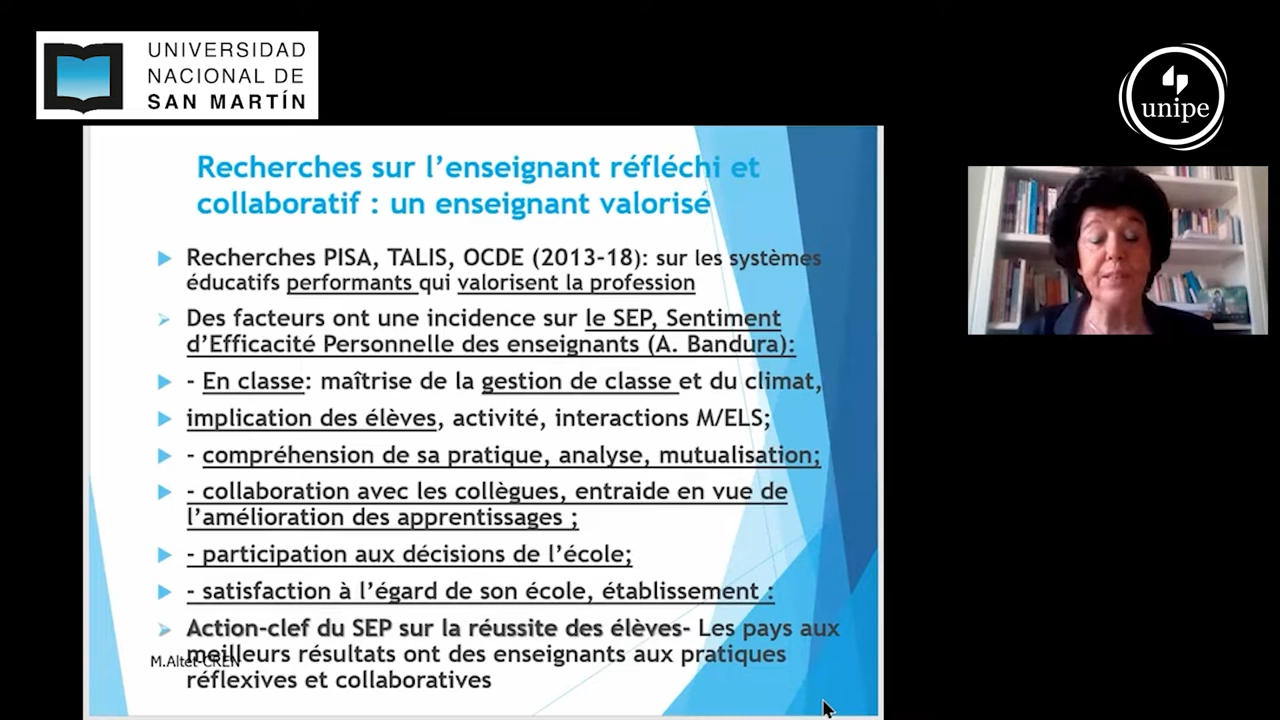 UNIVERSIDAD
NACIONAL DE
SAN MARTÍN
unipe
Recherches sur l’enseignant réfléchi et
collaboratif : un enseignant valorisé
Recherches PISA, TALIS, OCDE (2013-18): sur les systèmes
éducatifs performants qui valorisent la profession
Des facteurs ont une incidence sur le SEP, Sentiment
d’Efficacité Personnelle des enseignants (A. Bandura):
- En classe: maîtrise de la gestion de classe et du climat,
implication des élèves, activité, interactions M/ELS;
- compréhension de sa pratique, analyse, mutualisation;
- collaboration avec les collègues, entraide en vue de
l’amélioration des apprentissages ;
- participation aux décisions de l’école;
- satisfaction à l’égard de son école, établissement :
Action-clef du SEP sur la réussite des élèves- Les pays aux
meilleurs résultats ont des enseignants aux pratiques
réflexives et collaboratives
M.Altet-CREN